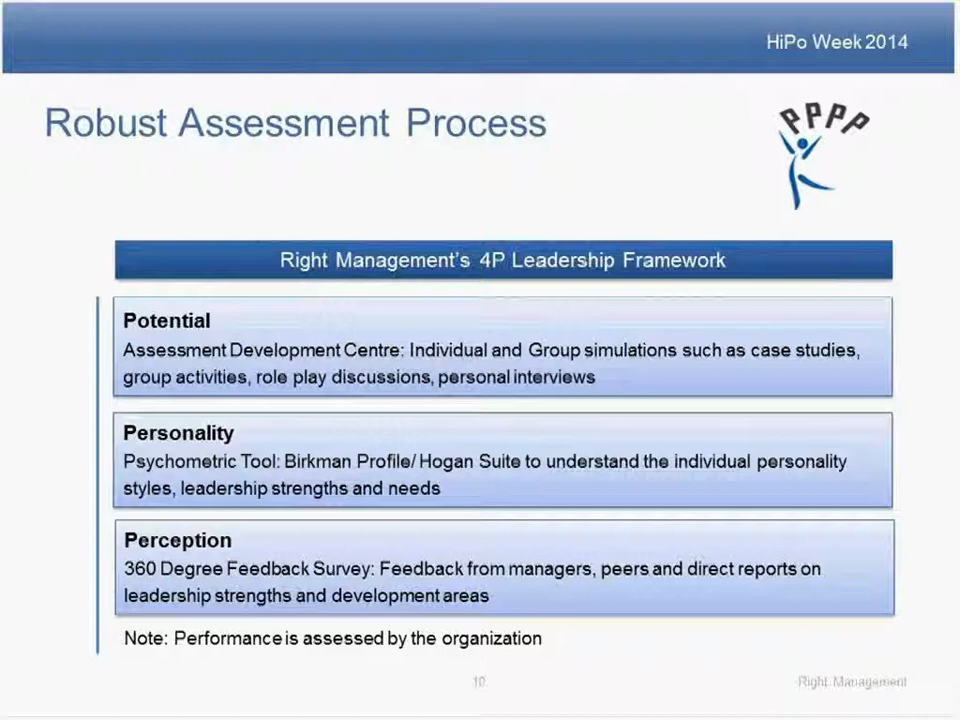 HiPo Week 2014
Robust Assessment Process
PPPP
Right Management's 4P Leadership Framework
Potential
Assessment Development Centre: Individual and Group simulations such as case studies,
group activities, role play discussions, personal interviews
Personality
Psychometric Tool: Birkman Profile/ Hogan Suite to understand the individual personality
styles, leadership strengths and needs
Perception
360 Degree Feedback Survey: Feedback from managers, peers and direct reports on
leadership strengths and development areas
Note: Performance is assessed by the organization
10
Right Management